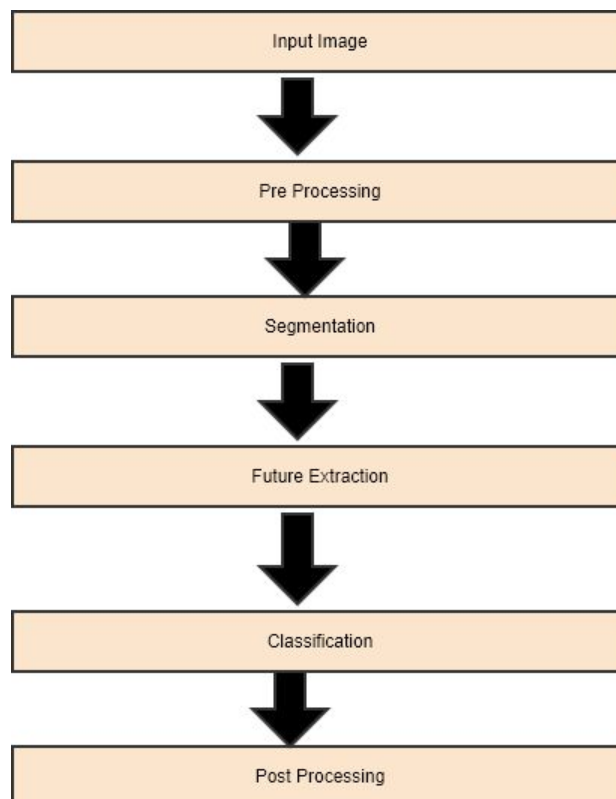 Input Image
Pre Processing
Segmentation
Future Extraction
Classification
Post Processing